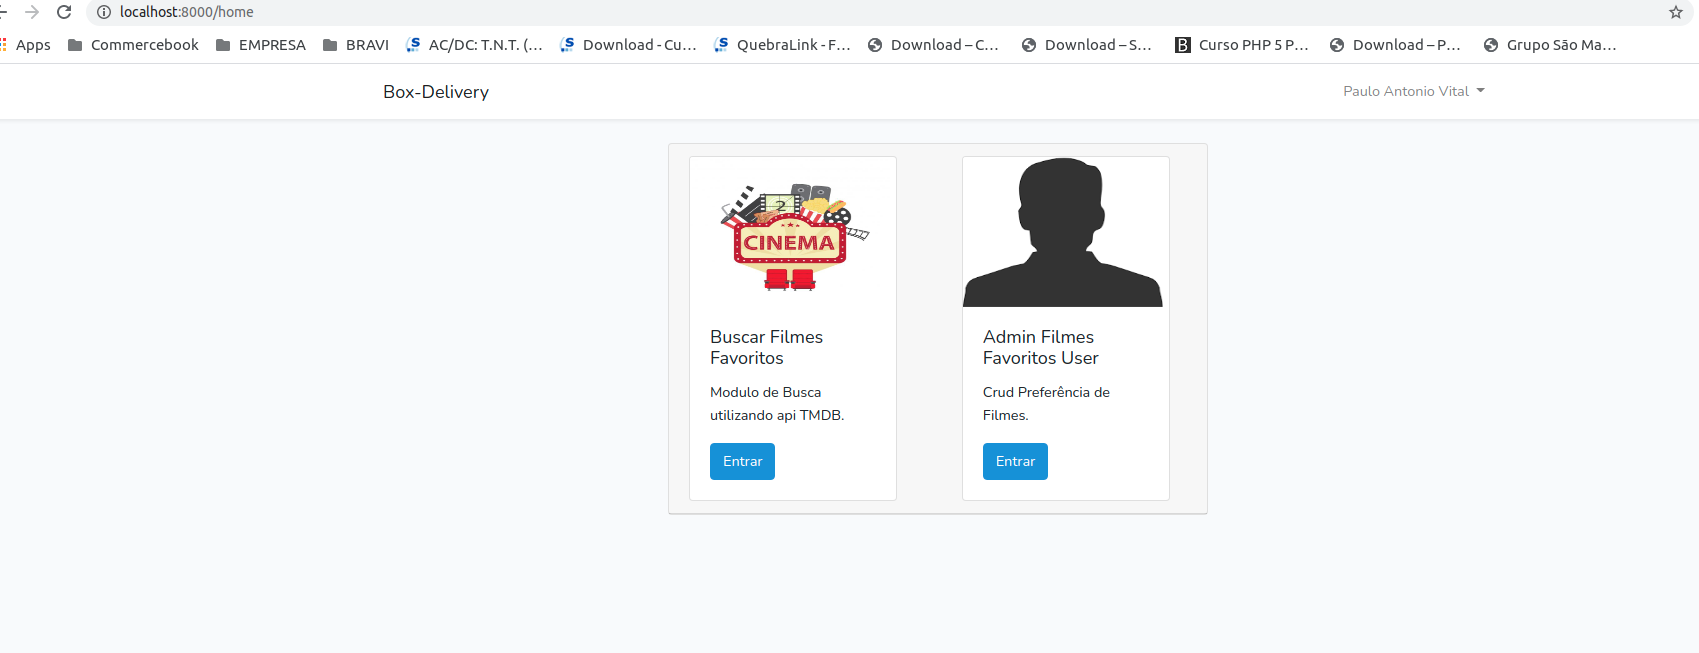 localhost:8000/home
Apps Commercebook EMPRESA BRAVI AC/DC: T.N.T. (... Download - Cu... QuebraLink - F... Download – C... Download – S... Curso PHP 5 P... Download – P... Grupo São Ma...
Box-Delivery Paulo Antonio Vital
2
CINEMA
Buscar Filmes
Favoritos
Modulo de Busca
utilizando api TMDB.
Entrar
Admin Filmes
Favoritos User
Crud Preferência de
Filmes.
Entrar